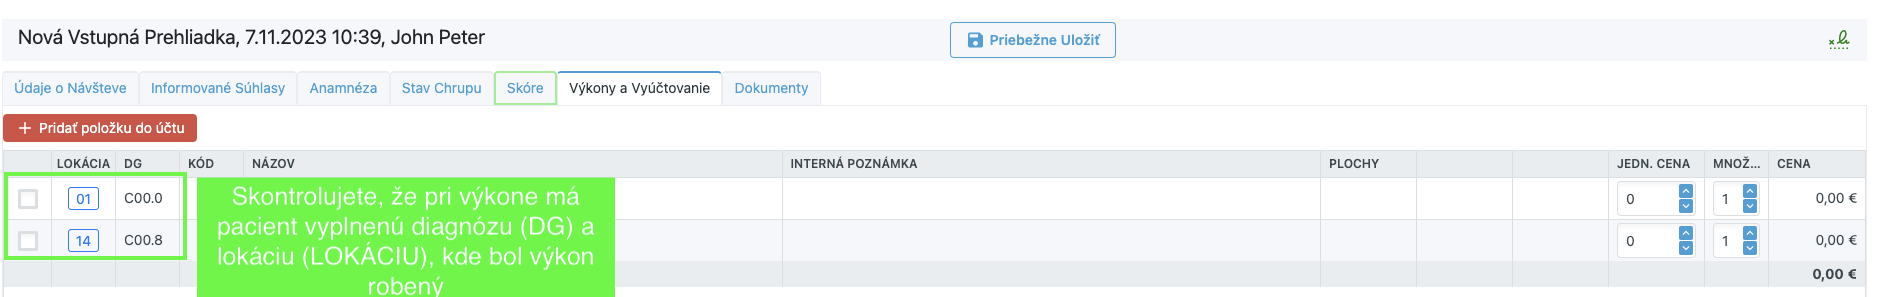 Nová Vstupná Prehliadka, 7.11.2023 10:39, John Peter
Priebežne Uložiť
Údaje o Návšteve Informované Súhlasy Anamnéza Stav Chrupu Skóre Výkony a Vyúčtovanie Dokumenty
+ Pridať položku do účtu
LOKÁCIA DG KÓD NÁZOV INTERNÁ POZNÁMKA PLOCHY JEDN. CENA MNOŽ... CENA
01 C00.0 0 1 0,00 €
14 C00.8 0 1 0,00 €
0,00 €
Skontrolujete, že pri výkone má
pacient vyplnenú diagnózu (DG) a
lokáciu (LOKÁCIU), kde bol výkon
robený